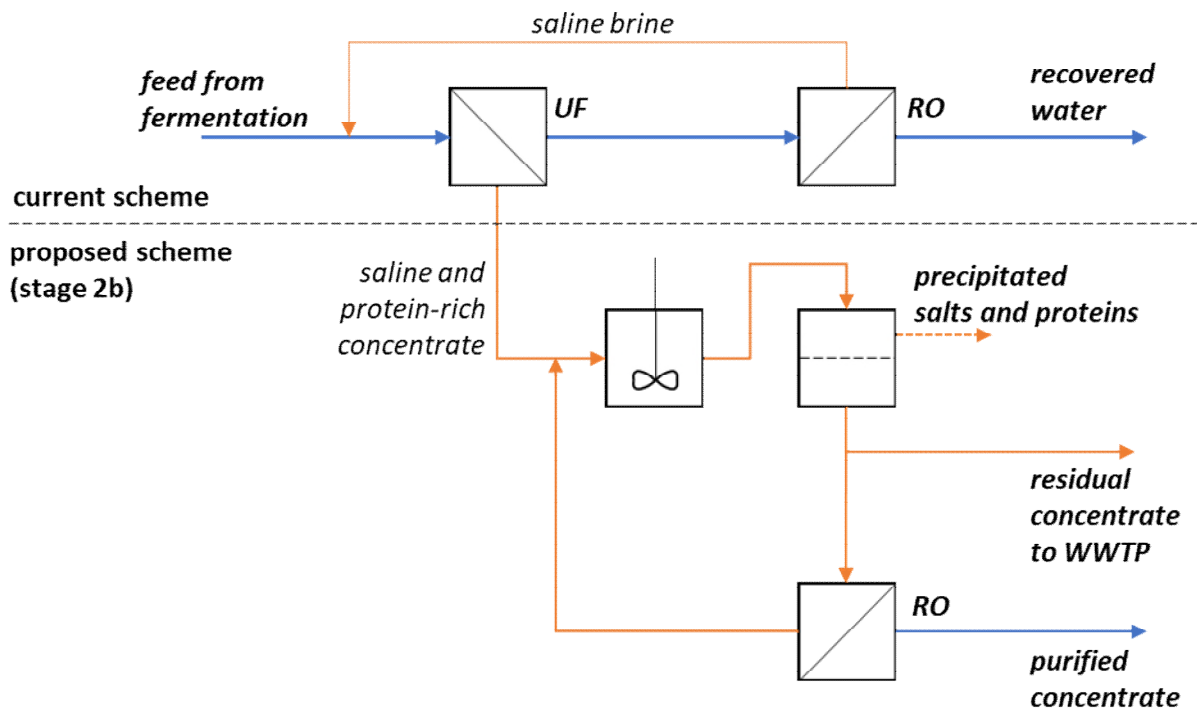 saline brine
feed from
fermentation
UF
RO
recovered
water
current scheme
proposed scheme
(stage 2b)
saline and
protein-rich
concentrate
precipitated
salts and proteins
residual
concentrate
to WWTP
RO
purified
concentrate